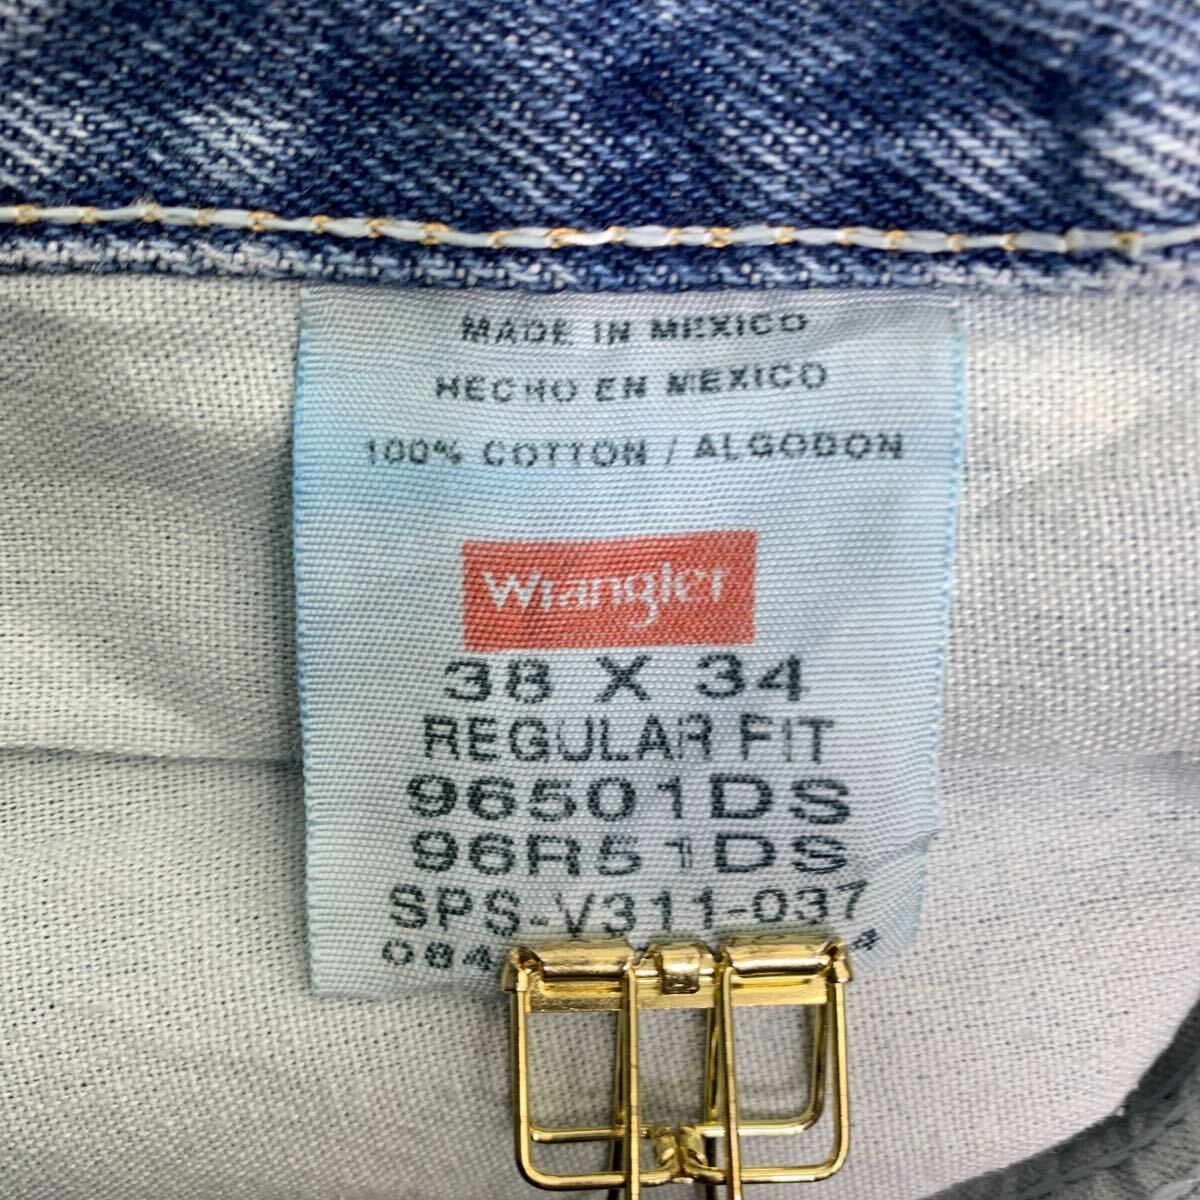 MADE IN MEXICO
HECHO EN MEXICO
100% COTTON / ALGODON
Wrangler
38 X 34
REGULAR FIT
96501DS
96R51DS
SPS-V311-037